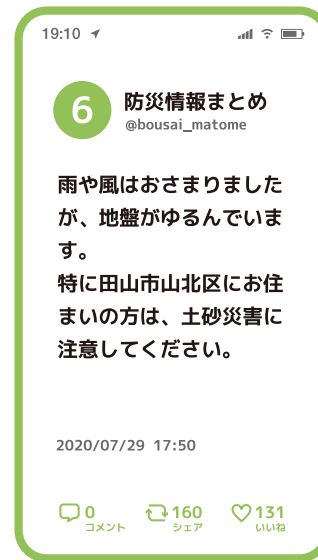 19:10
6
防災情報まとめ
@bousai_matome
雨や風はおさまりました
が、地盤がゆるんでいま
す。
特に田山市山北区にお住
まいの方は、土砂災害に
注意してください。
2020/07/29 17:50
0 コメント
160 シェア
131 いいね